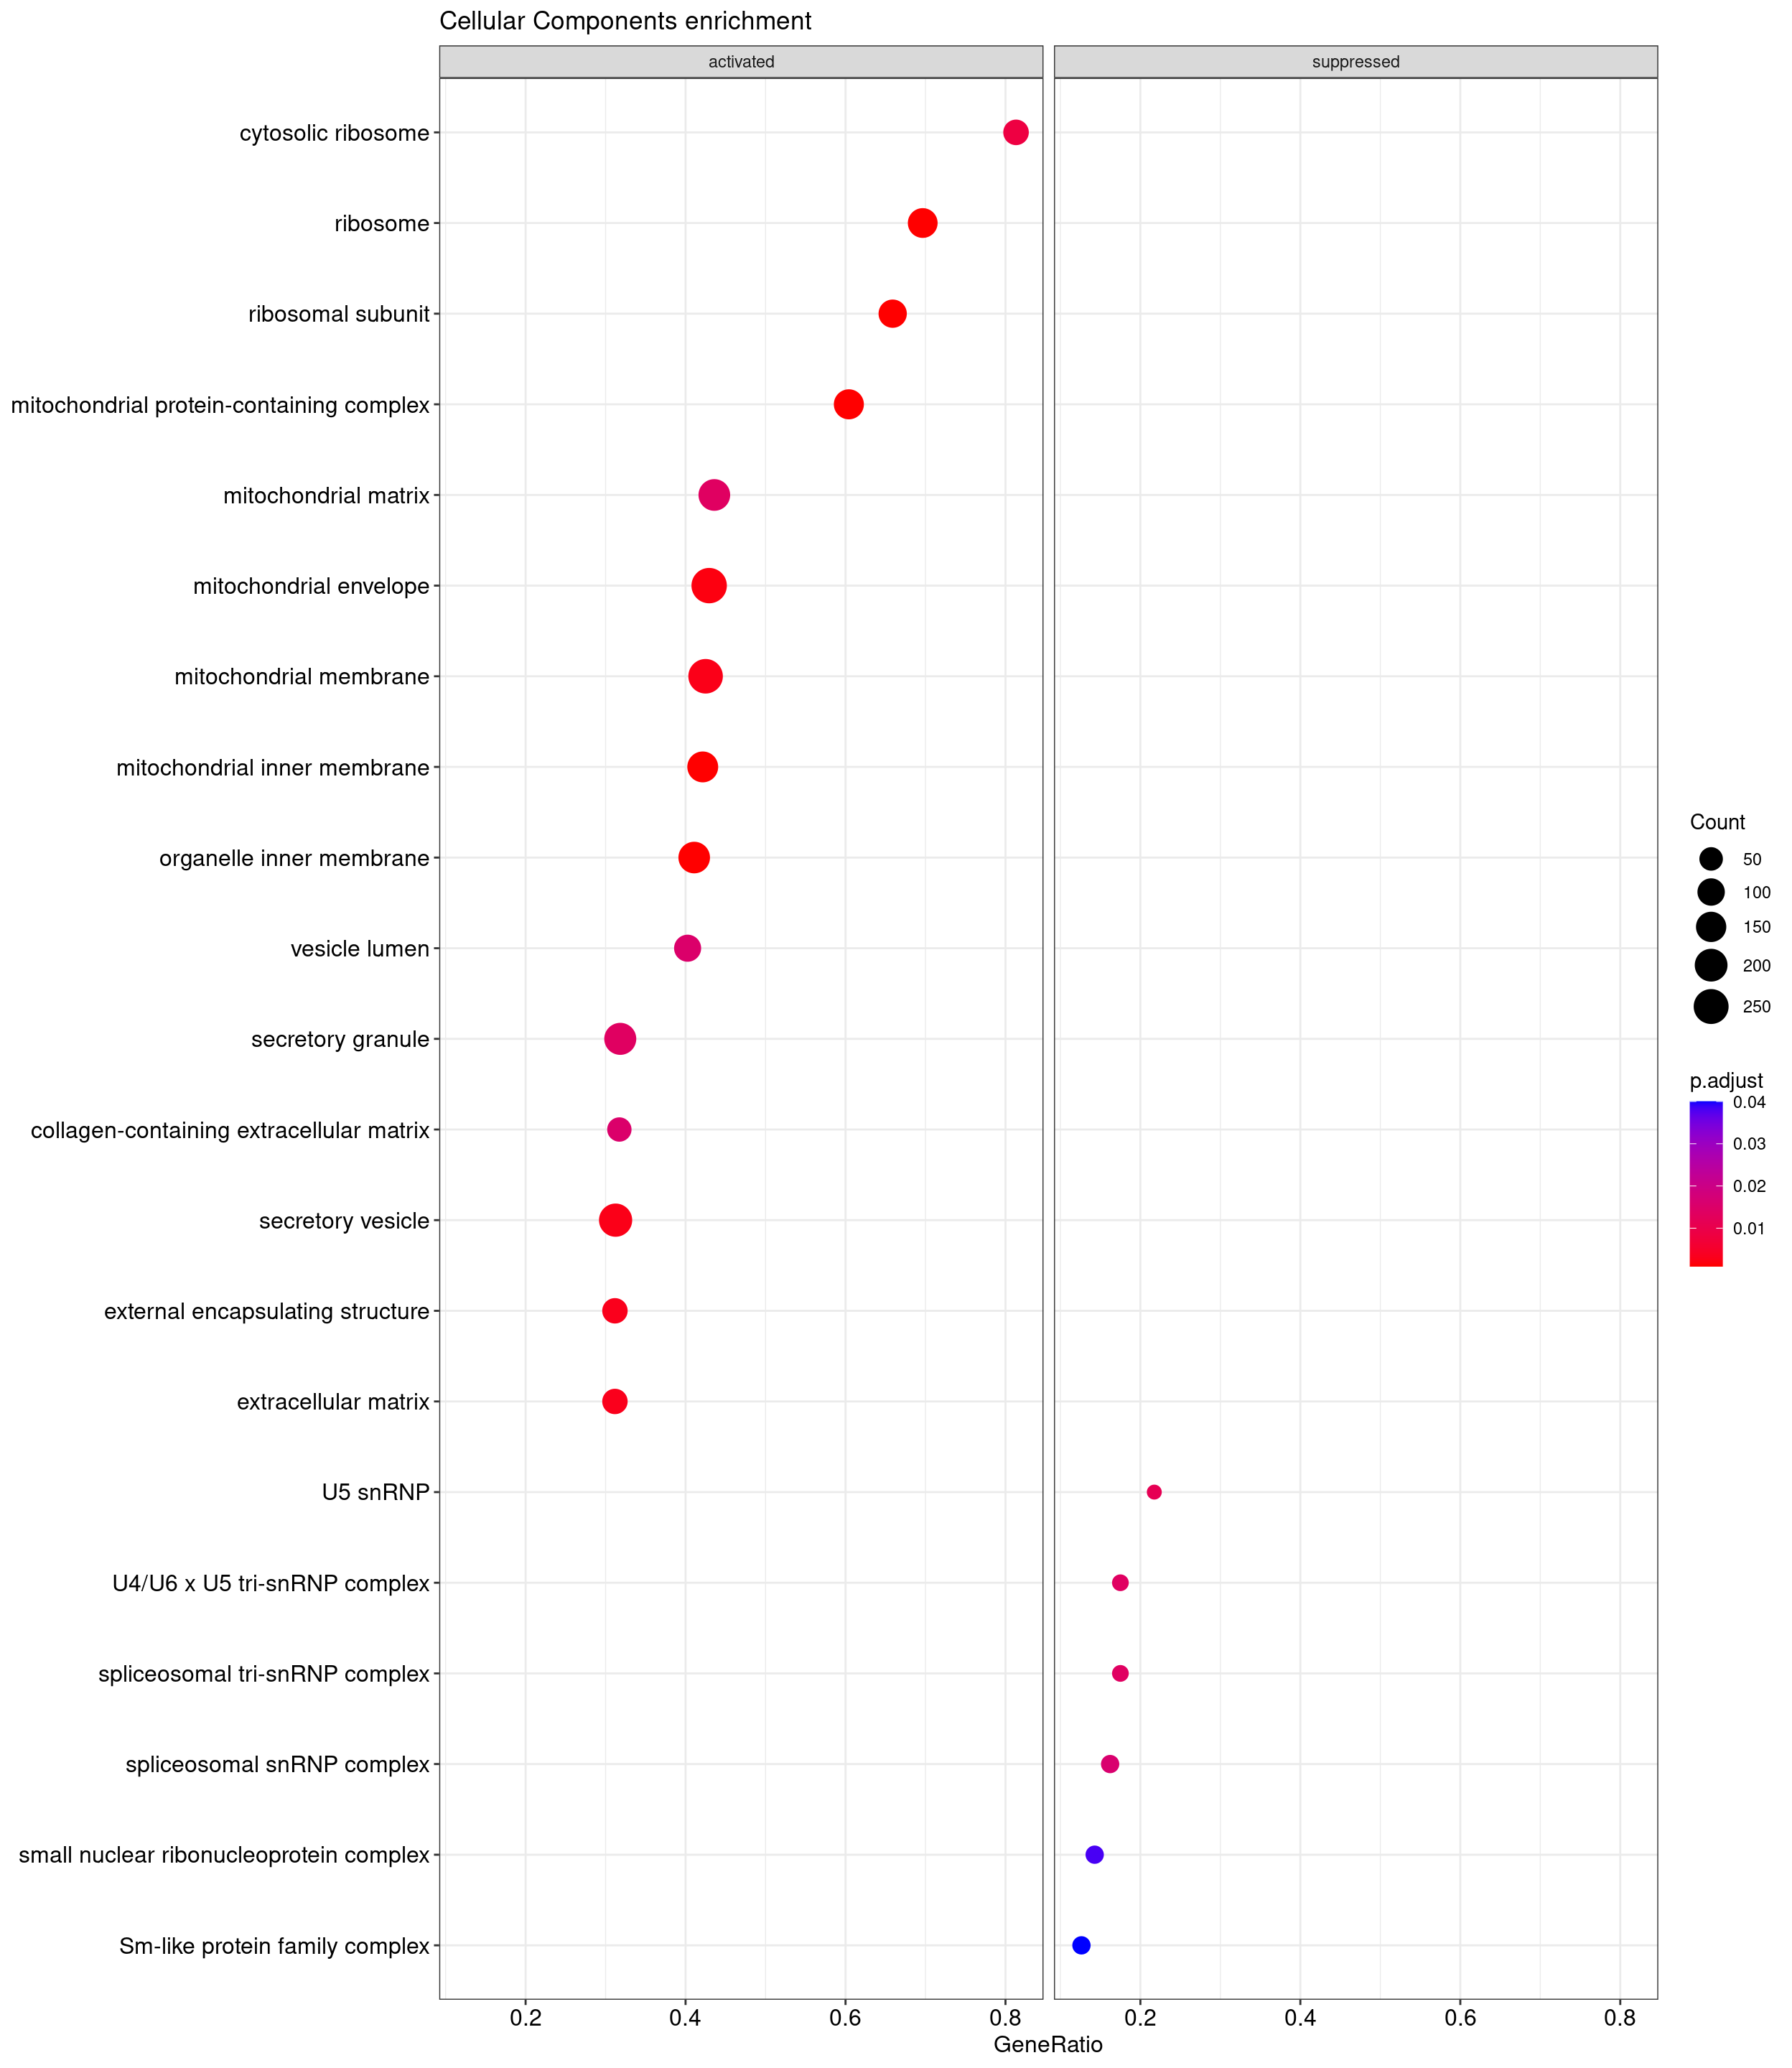 Cellular Components enrichment
activated
suppressed
cytosolic ribosome
ribosome
ribosomal subunit
mitochondrial protein-containing complex
mitochondrial matrix
mitochondrial envelope
mitochondrial membrane
mitochondrial inner membrane
organelle inner membrane
vesicle lumen
secretory granule
collagen-containing extracellular matrix
secretory vesicle
external encapsulating structure
extracellular matrix
U5 snRNP
U4/U6 x U5 tri-snRNP complex
spliceosomal tri-snRNP complex
spliceosomal snRNP complex
small nuclear ribonucleoprotein complex
Sm-like protein family complex
0.2 0.4 0.6 0.8
0.2 0.4 0.6 0.8
GeneRatio
Count
50
100
150
200
250
p.adjust
0.04
0.03
0.02
0.01